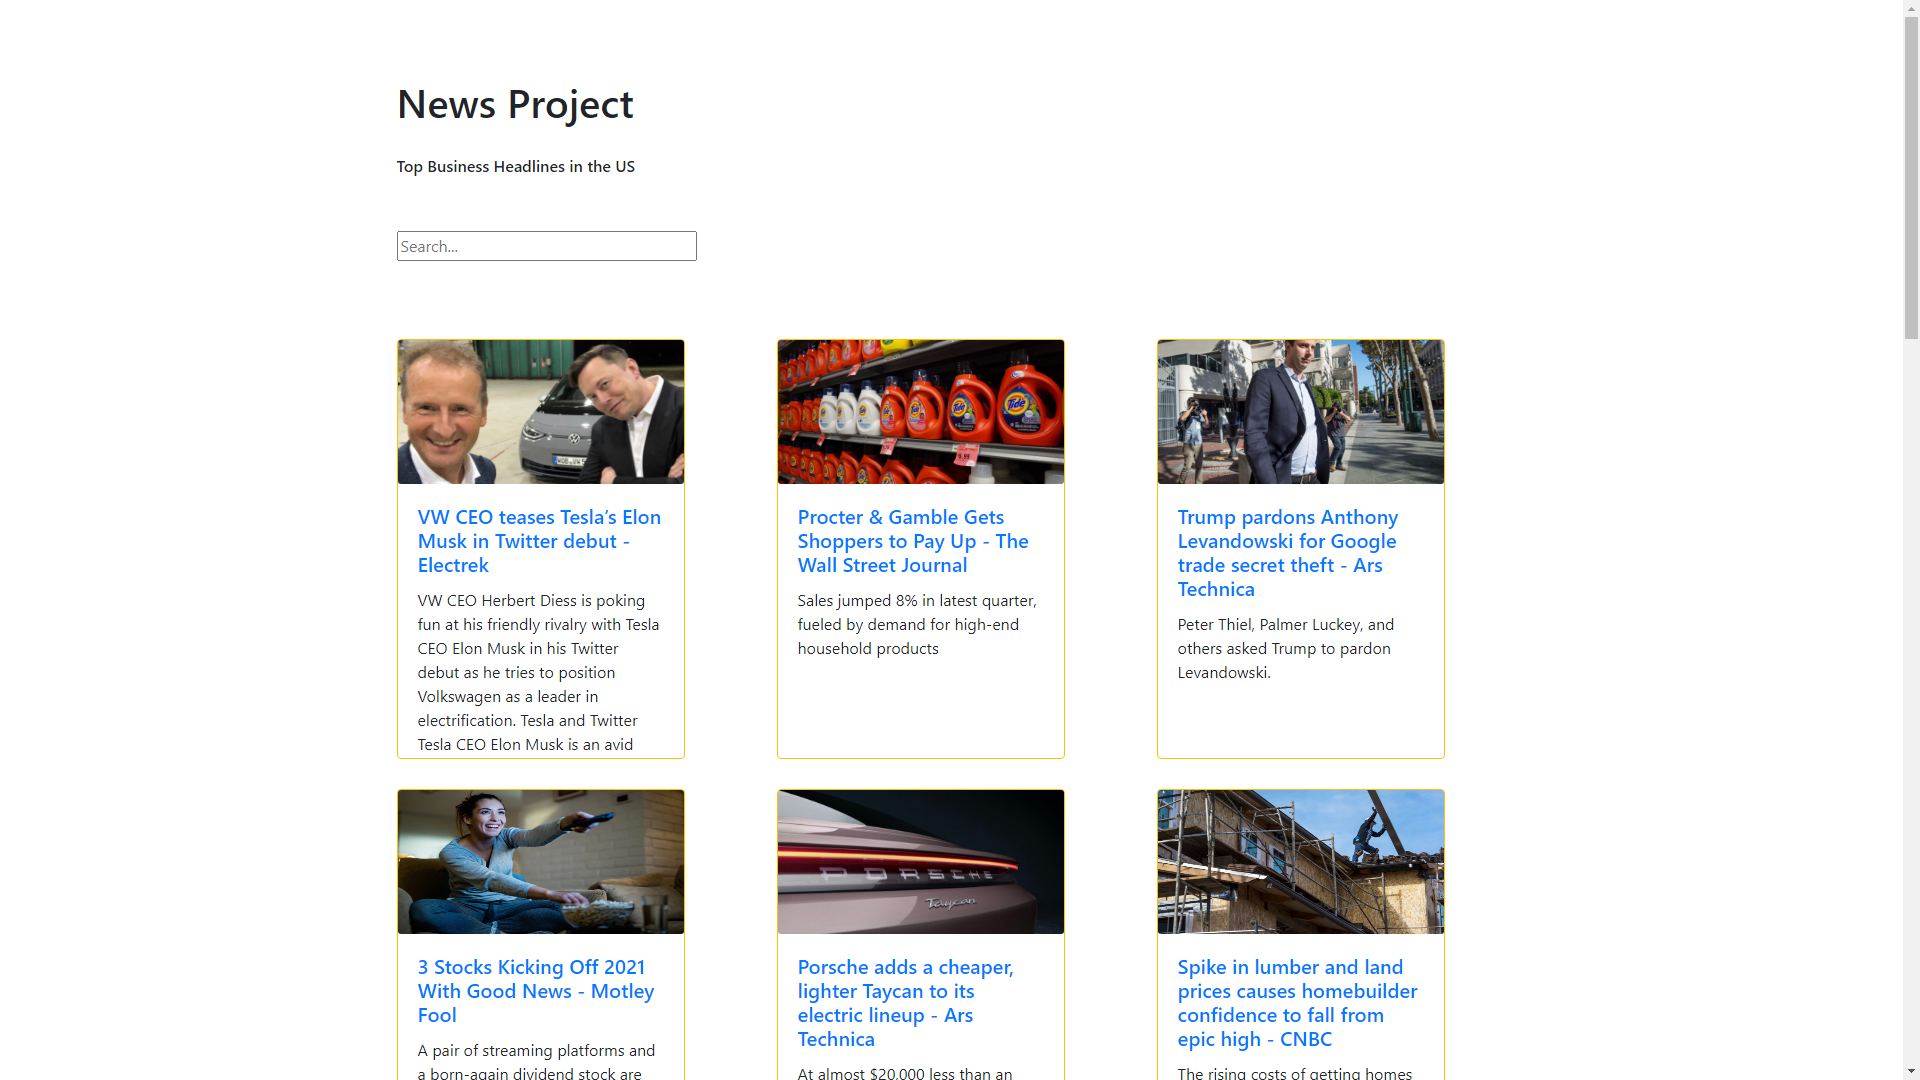 News Project
Top Business Headlines in the US
Search...
Tide
Tide
VW CEO teases Tesla's Elon
Musk in Twitter debut -
Electrek
VW CEO Herbert Diess is poking
fun at his friendly rivalry with Tesla
CEO Elon Musk in his Twitter
debut as he tries to position
Volkswagen as a leader in
electrification. Tesla and Twitter
Tesla CEO Elon Musk is an avid
Procter & Gamble Gets
Shoppers to Pay Up - The
Wall Street Journal
Sales jumped 8% in latest quarter,
fueled by demand for high-end
household products
Trump pardons Anthony
Levandowski for Google
trade secret theft - Ars
Technica
Peter Thiel, Palmer Luckey, and
others asked Trump to pardon
Levandowski.
PORSCHE
Taycan
3 Stocks Kicking Off 2021
With Good News - Motley
Fool
A pair of streaming platforms and
a born-again dividend stock are
Porsche adds a cheaper,
lighter Taycan to its
electric lineup - Ars
Technica
At almost $20,000 less than an
Spike in lumber and land
prices causes homebuilder
confidence to fall from
epic high - CNBC
The rising costs of getting homes